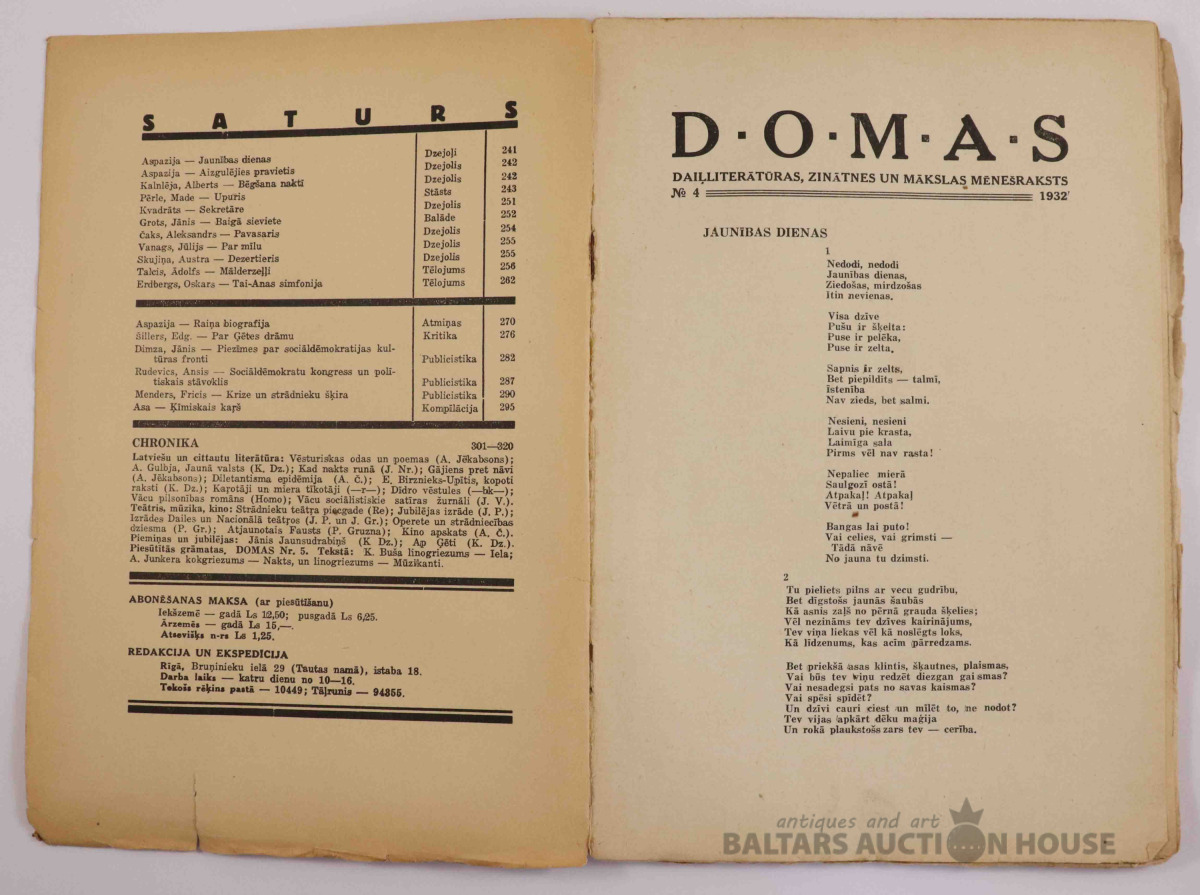 SATURS
Aspazija — Jaunības dienas Dzejoļi 241
Aspazija — Aizgulējies pravietis Dzejolis 242
Kalnlēja, Alberts — Bēgšana naktī Dzejolis 242
Pērle, Made — Upuris Stāsts 243
Kvadrāts — Sekretāre Dzejolis 251
Grots, Jānis — Baigā sieviete Balāde 252
Čaks, Aleksandrs — Pavasaris Dzejolis 254
Vanags, Jūlijs — Par mīlu Dzejolis 255
Skujiņa, Austra — Dezertieris Dzejolis 255
Talcis, Ādolfs — Mālderzeļļi Tēlojums 256
Erdbergs, Oskars — Tai-Anas simfonija Tēlojums 262
Aspazija — Raiņa biografija Atmiņas 270
Šillers, Edg. — Par Ģētes drāmu Kritika 276
Dimza, Jānis — Piezīmes par sociāldēmokratijas kul-
tūras fronti Publicistika 282
Rudevics, Ansis — Sociāldēmokratu kongress un poli-
tiskais stāvoklis Publicistika 287
Menders, Fricis — Krize un strādnieku šķira Publicistika 290
Asa — Ķīmiskais kaŗš Kompīlācija 295
CHRONIKA 301—320
Latviešu un cittautu literātūra: Vēsturiskas odas un poemas (A. Jēkabsons);
A. Gulbja, Jaunā valsts (K. Dz.); Kad nakts runā (J. Nr.); Gājiens pret nāvi
(A. Jēkabsons); Diletantisma epidēmija (A. Č.); E. Birznieks-Upītis, kopoti
raksti (K. Dz.); Kaŗotāji un miera tīkotāji (—r—); Didro vēstules (—bk—);
Vācu pilsonības romāns (Homo); Vācu sociālistiskie satīras žurnāli (J. V.).
Teātris, mūzika, kino: Strādnieku teātŗa piecgade (Re); Jubilējas izrāde (J. P.);
Izrādes Dailes un Nacionālā teātŗos (J. P. un J. Gr.); Operete un strādniecības
dziesma (P. Gr.); Atjaunotais Fausts (P. Gruzna); Kino apskats (A. Č.).
Piemiņas un jubilējas: Jānis Jaunsudrabiņš (K Dz.); Ap Ģēti (K. Dz.).
Piesūtītās grāmatas. DOMAS Nr. 5. Tekstā: K. Buša linogriezums — Iela;
A. Junkera kokgriezums — Nakts, un linogriezums — Mūzikanti.
ABONĒŠANAS MAKSA (ar piesūtīšanu)
Iekšzemē — gadā Ls 12,50; pusgadā Ls 6,25.
Ārzemēs — gadā Ls 15,—.
Atsevišķs n-rs Ls 1,25.
REDAKCIJA UN EKSPEDĪCIJA
Rīgā, Bruņinieku ielā 29 (Tautas namā), istaba 18.
Darba laiks — katru dienu no 10—16.
Tekošs rēķins pastā — 10449; Tāļrunis — 94355.
D·O·M·A·S
DAIĻLITERĀTŪRAS, ZINĀTNES UN MĀKSLAS MĒNEŠRAKSTS
№ 4 1932
JAUNĪBAS DIENAS
1
Nedodi, nedodi
Jaunības dienas,
Ziedošas, mirdzošas
Itin nevienas.
Visa dzīve
Pušu ir šķelta:
Puse ir pelēka,
Puse ir zelta.
Sapnis ir zelts,
Bet piepildīts — talmī,
īstenība
Nav zieds, bet salmi.
Nesieni, nesieni
Laivu pie krasta,
Laimīga sala
Pirms vēl nav rasta!
Nepaliec mierā
Saulgozī ostā!
Atpakaļ! Atpakaļ
Vētrā un postā!
Bangas lai puto!
Vai celies, vai grimsti —
Tādā nāvē
No jauna tu dzimsti.
2
Tu pieliets pilns ar vecu gudrību,
Bet dīgstošs jaunās šaubās
Kā asnis zaļš no pērnā grauda šķelies;
Vēl nezināms tev dzīves kairinājums,
Tev viņa liekas vēl kā noslēgts loks,
Kā līdzenums, kas acīm pārredzams.
Bet priekšā asas klintis, šķautnes, plaismas,
Vai būs tev viņu redzēt diezgan gaismas?
Vai nesadegsi pats no savas kaismas?
Vai spēsi spīdēt?
Un dzīvi cauri ciest un mīlēt to, ne nodot?
Tev vijas apkārt dēku maģija
Un rokā plaukstošs zars tev — cerība.
antiques and art
BALTARS AUCTION HOUSE